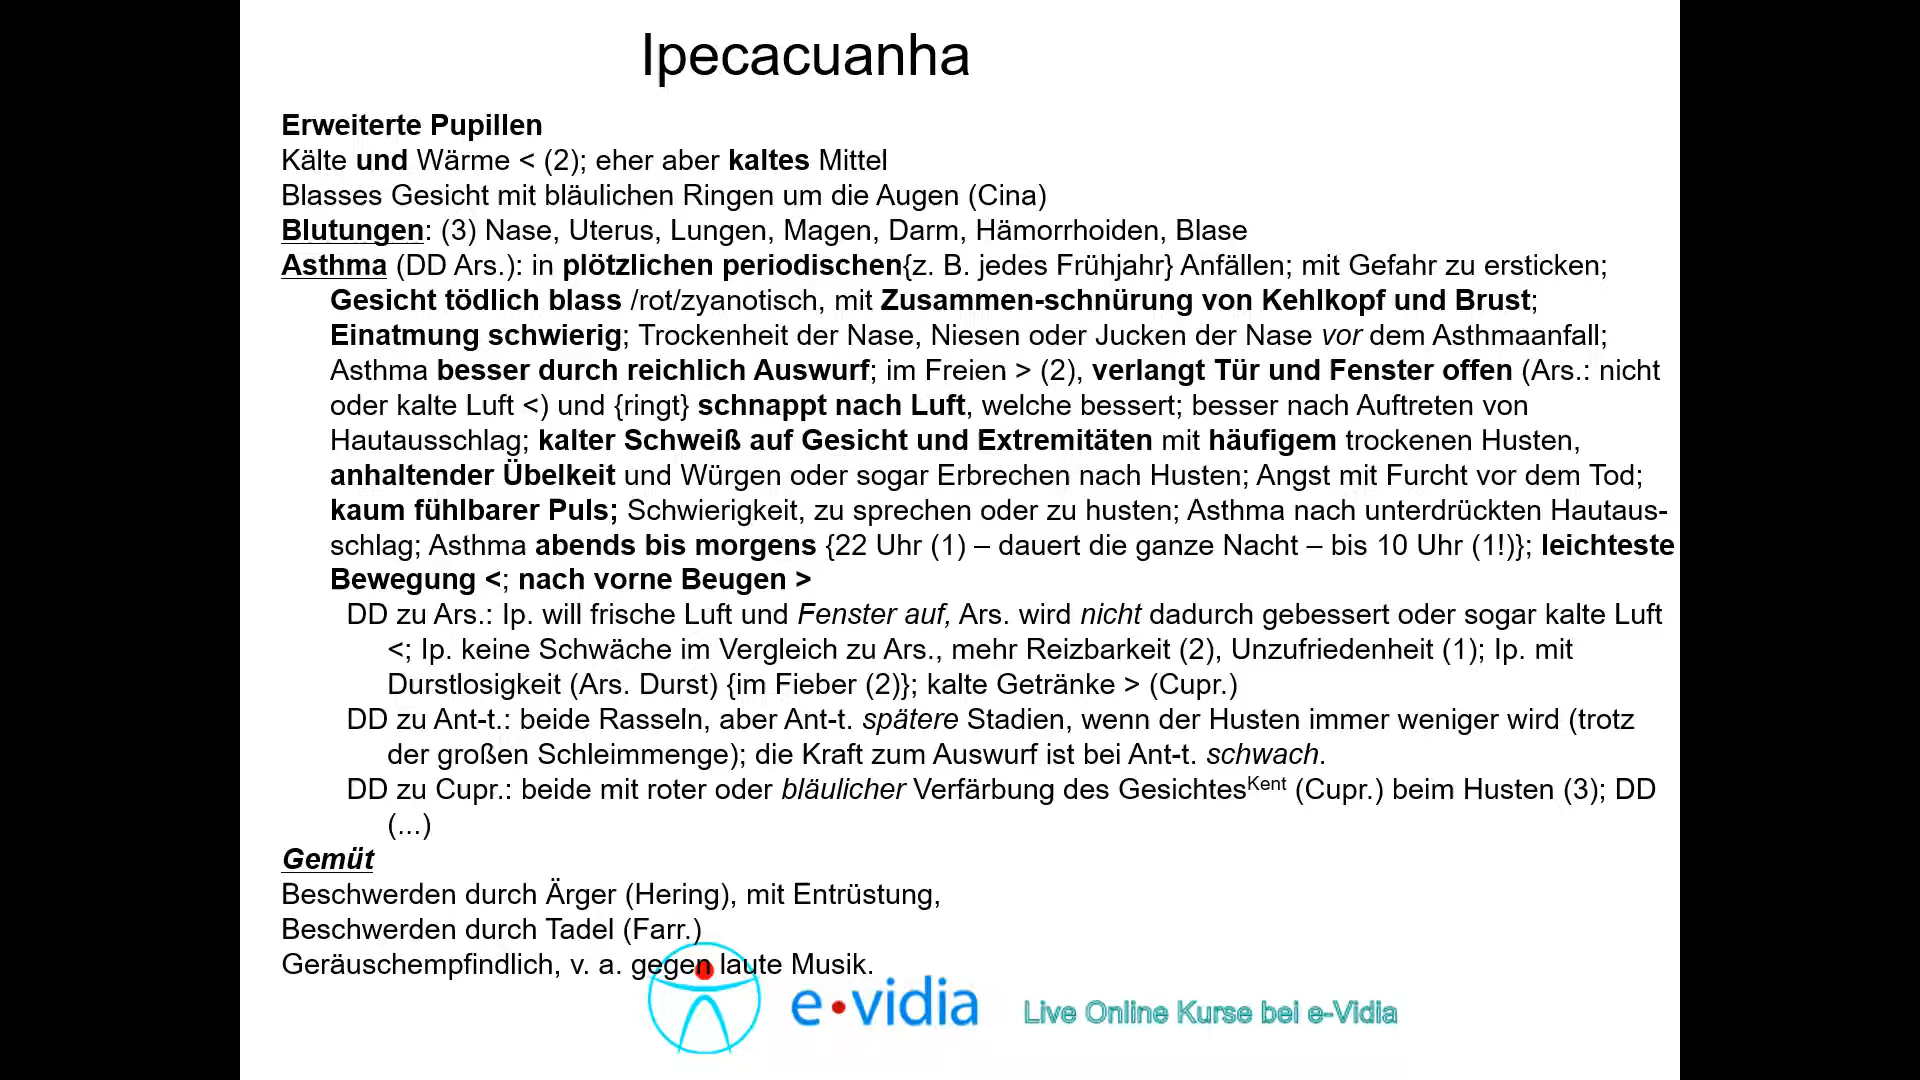 Ipecacuanha
Erweiterte Pupillen
Kälte und Wärme < (2); eher aber kaltes Mittel
Blasses Gesicht mit bläulichen Ringen um die Augen (Cina)
Blutungen: (3) Nase, Uterus, Lungen, Magen, Darm, Hämorrhoiden, Blase
Asthma (DD Ars.): in plötzlichen periodischen{z. B. jedes Frühjahr} Anfällen; mit Gefahr zu ersticken;
Gesicht tödlich blass /rot/zyanotisch, mit Zusammen-schnürung von Kehlkopf und Brust;
Einatmung schwierig; Trockenheit der Nase, Niesen oder Jucken der Nase vor dem Asthmaanfall;
Asthma besser durch reichlich Auswurf; im Freien > (2), verlangt Tür und Fenster offen (Ars.: nicht
oder kalte Luft <) und {ringt} schnappt nach Luft, welche bessert; besser nach Auftreten von
Hautausschlag; kalter Schweiß auf Gesicht und Extremitäten mit häufigem trockenen Husten,
anhaltender Übelkeit und Würgen oder sogar Erbrechen nach Husten; Angst mit Furcht vor dem Tod;
kaum fühlbarer Puls; Schwierigkeit, zu sprechen oder zu husten; Asthma nach unterdrückten Hautaus-
schlag; Asthma abends bis morgens {22 Uhr (1) – dauert die ganze Nacht – bis 10 Uhr (1!)}; leichteste
Bewegung <; nach vorne Beugen >
DD zu Ars.: Ip. will frische Luft und Fenster auf, Ars. wird nicht dadurch gebessert oder sogar kalte Luft
<; Ip. keine Schwäche im Vergleich zu Ars., mehr Reizbarkeit (2), Unzufriedenheit (1); Ip. mit
Durstlosigkeit (Ars. Durst) {im Fieber (2)}; kalte Getränke > (Cupr.)
DD zu Ant-t.: beide Rasseln, aber Ant-t. spätere Stadien, wenn der Husten immer weniger wird (trotz
der großen Schleimmenge); die Kraft zum Auswurf ist bei Ant-t. schwach.
DD zu Cupr.: beide mit roter oder bläulicher Verfärbung des Gesichtes Kent (Cupr.) beim Husten (3); DD
(...)
Gemüt
Beschwerden durch Ärger (Hering), mit Entrüstung,
Beschwerden durch Tadel (Farr.)
Geräuschempfindlich, v. a. gegen laute Musik.
e•vidia Live Online Kurse bei e-Vidia